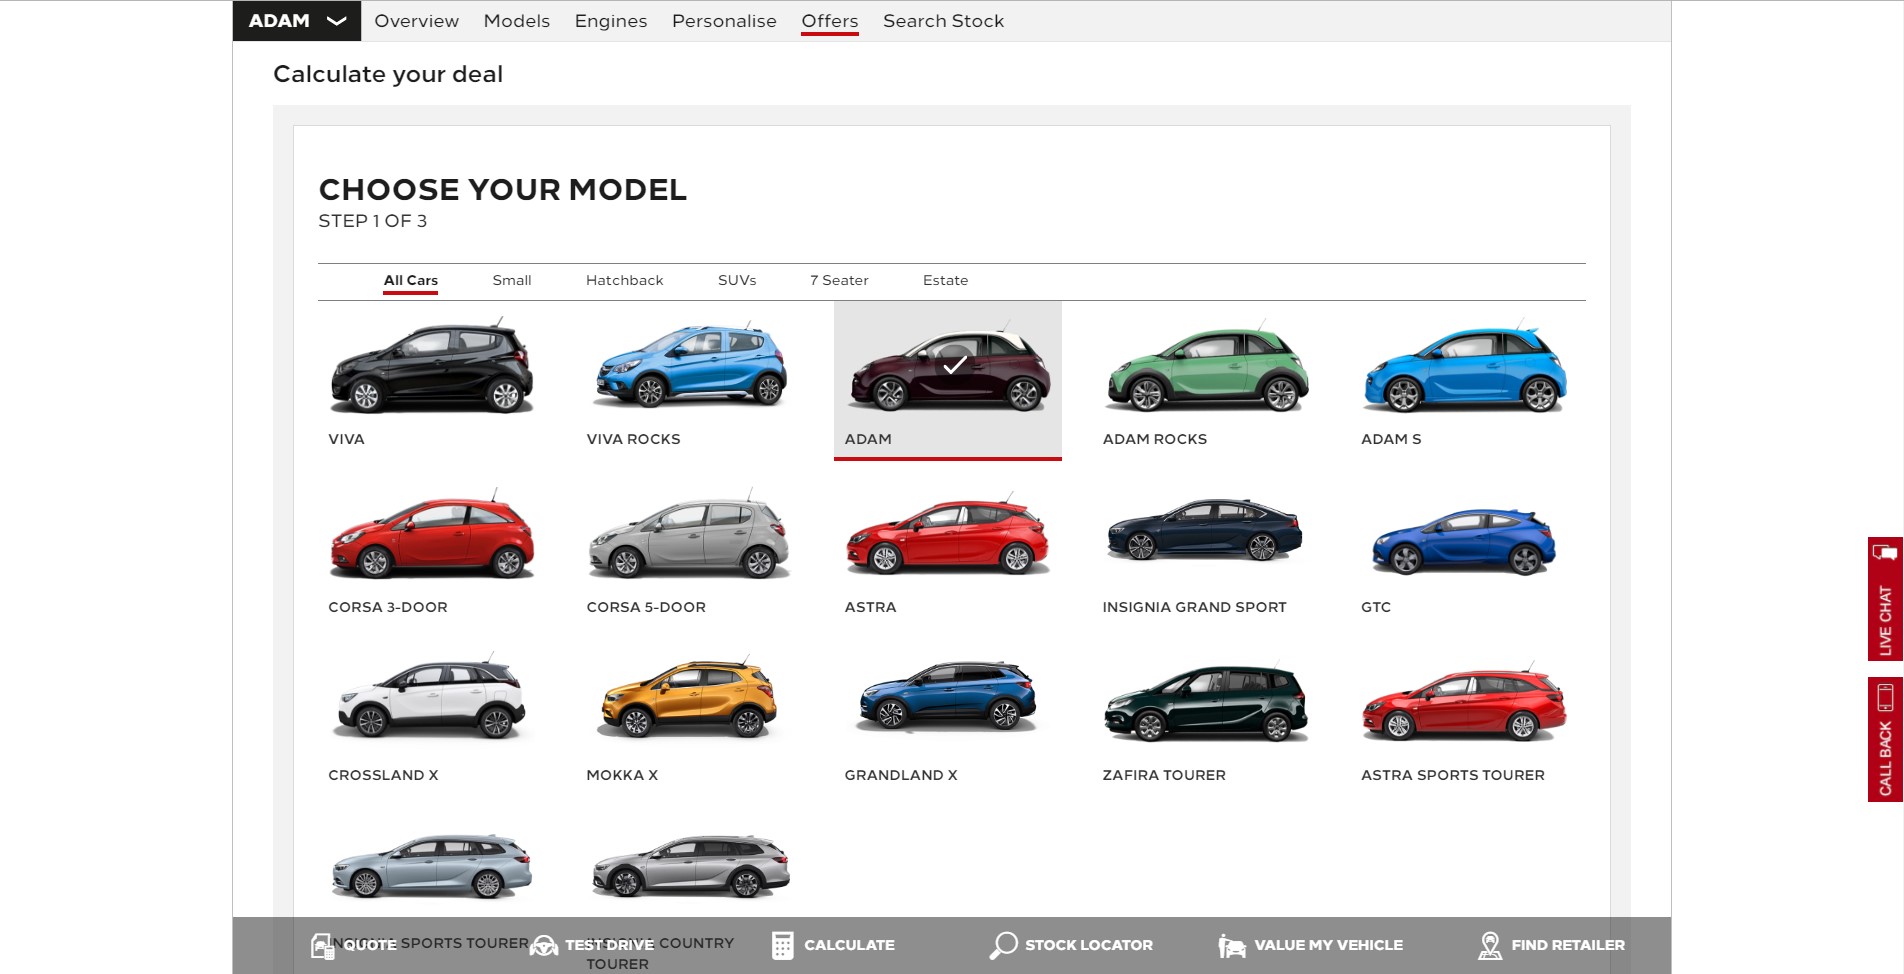 ADAM
Overview
Models
Engines
Personalise
Offers
Search Stock
Calculate your deal
CHOOSE YOUR MODEL
STEP 1 OF 3
All Cars
Small
Hatchback
SUVs
7 Seater
Estate
VIVA
VIVA ROCKS
ADAM
ADAM ROCKS
ADAM S
CORSA 3-DOOR
CORSA 5-DOOR
ASTRA
INSIGNIA GRAND SPORT
GTC
CROSSLAND X
MOKKA X
GRANDLAND X
ZAFIRA TOURER
ASTRA SPORTS TOURER
SPORTS TOURER
COUNTRY
TOURER
QUOTE
TEST DRIVE
CALCULATE
STOCK LOCATOR
VALUE MY VEHICLE
FIND RETAILER
LIVE CHAT
CALL BACK